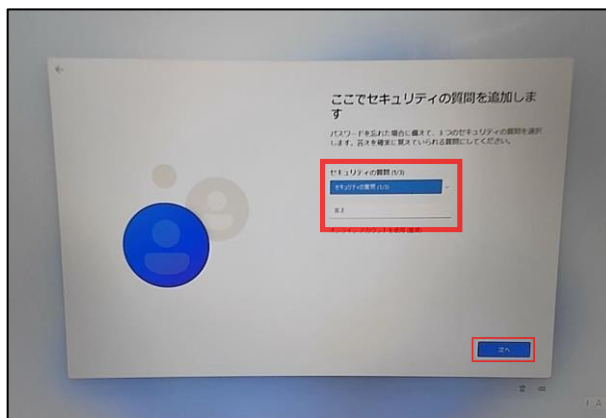 ここでセキュリティの質問を追加しま
す
パスワードを忘れた場合に備えて、3 つのセキュリティの質問を選択
します。答えを確実に覚えていられる質問にしてください。
セキュリティの質問 (1/3)
セキュリティの質問 (1/3)
答え
次へ
A